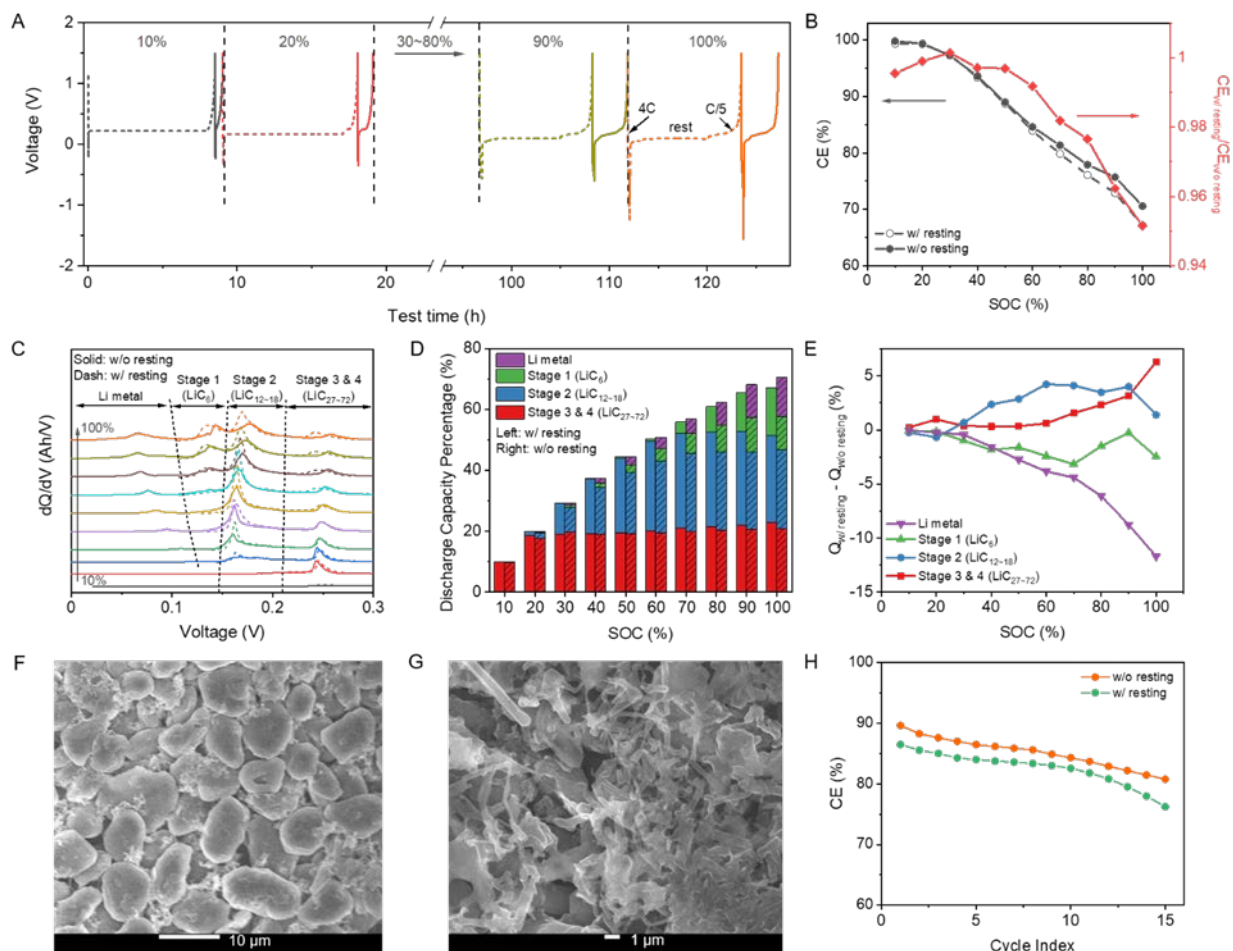 A
Voltage (V)
2
1
0
-1
-2
10%
20%
30~80%
90%
100%
4C
rest
C/5
0
10
20
100
110
120
Test time (h)
B
CE (%)
100
90
80
70
60
w/ resting
w/o resting
0
20
40
60
80
100
SOC (%)
1
0.98
0.96
0.94
CE w/ resting/CE w/o resting
C
Solid: w/o resting
Dash: w/ resting
Li metal
Stage 1 (LiC6)
Stage 2 (LiC12~18)
Stage 3 & 4 (LiC27~72)
100%
10%
dQ/dV (Ah/V)
0
0.1
0.2
0.3
Voltage (V)
D
Discharge Capacity Percentage (%)
80
60
40
20
0
Li metal
Stage 1 (LiC6)
Stage 2 (LiC12~18)
Stage 3 & 4 (LiC27~72)
Left: w/ resting
Right: w/o resting
10 20 30 40 50 60 70 80 90 100
SOC (%)
E
Q w/ resting - Q w/o resting (%)
5
0
-5
-10
-15
Li metal
Stage 1 (LiC6)
Stage 2 (LiC12~18)
Stage 3 & 4 (LiC27~72)
0
20
40
60
80
100
SOC (%)
F
10 µm
G
1 µm
H
CE (%)
100
90
80
70
60
w/o resting
w/ resting
0
5
10
15
Cycle Index